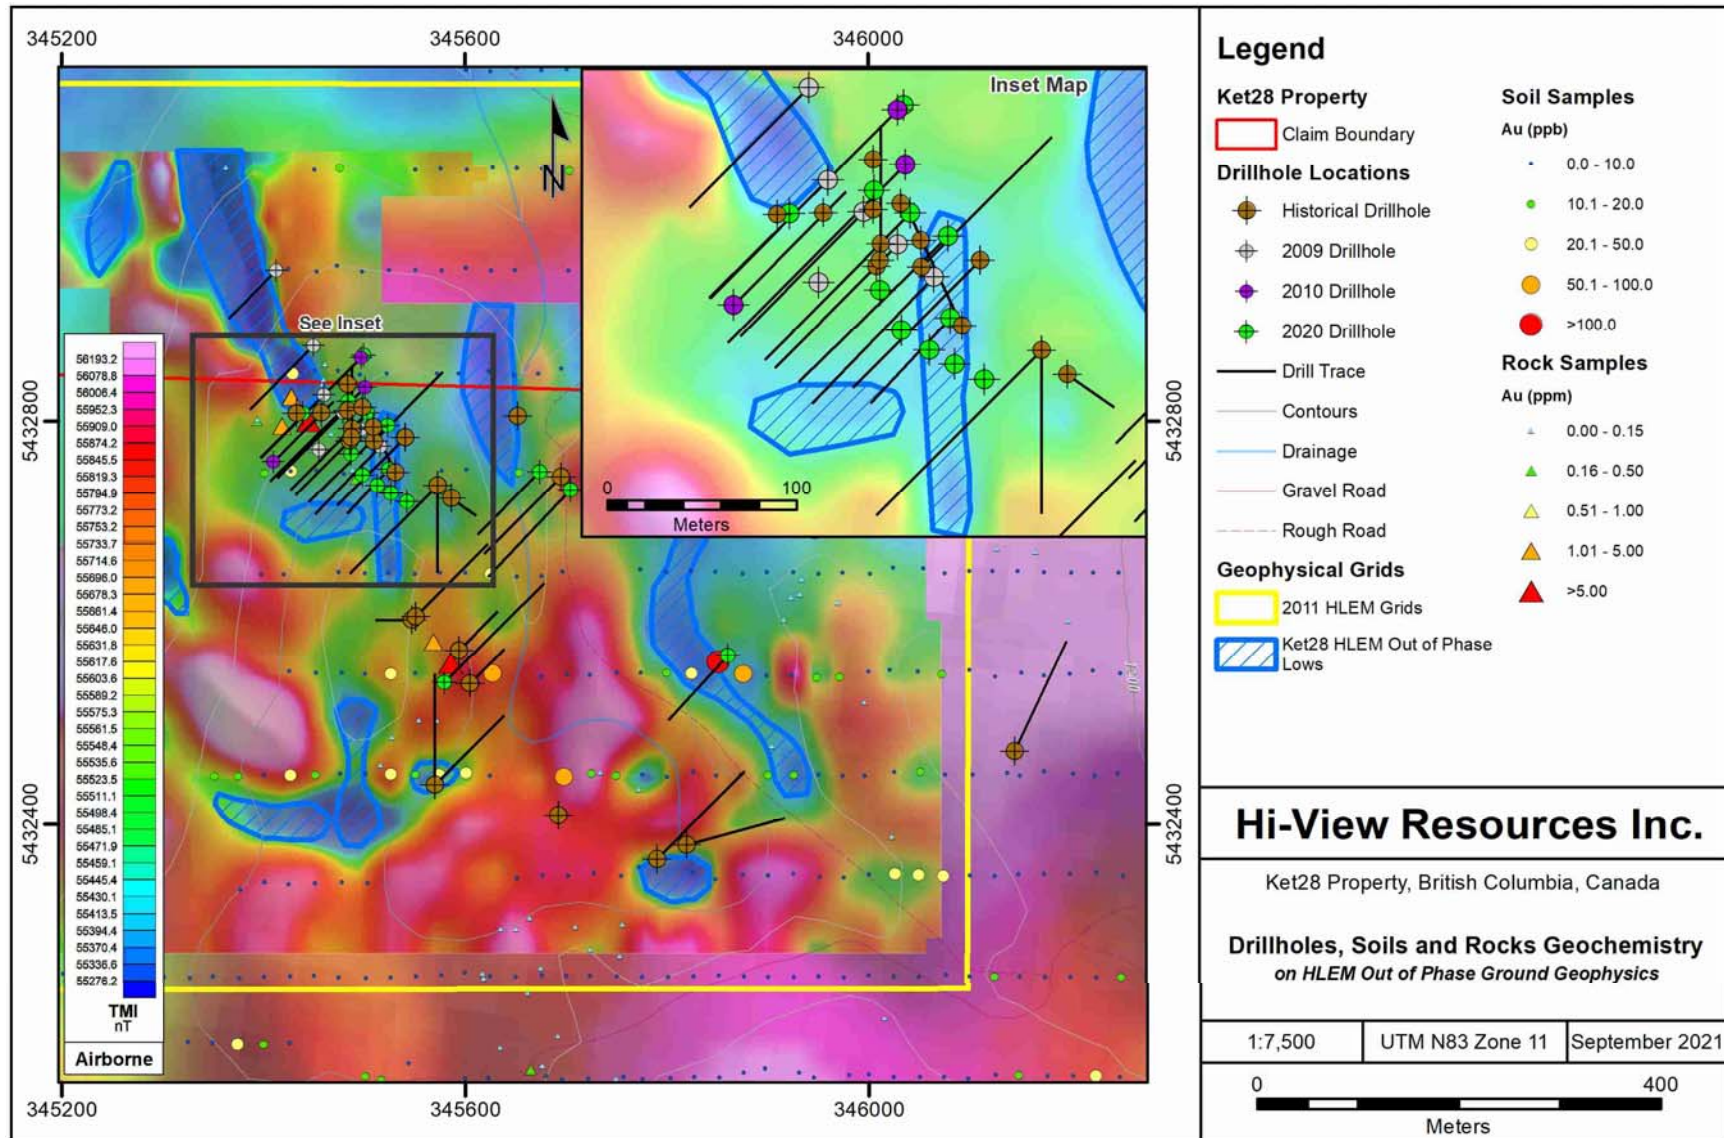 345200
345600
346000
5432800
5432400
5432800
5432400
345200
345600
346000
Inset Map
N
See Inset
0
100
Meters
56193.2
56078.8
56006.4
55952.3
55909.0
55874.2
55845.5
55819.3
55794.9
55773.2
55753.2
55733.7
55714.6
55696.0
55678.3
55661.4
55646.0
55631.8
55617.6
55603.6
55589.2
55575.3
55561.5
55548.4
55535.6
55523.5
55511.1
55498.4
55485.1
55471.9
55459.1
55445.4
55430.1
55413.5
55394.4
55370.4
55336.6
55276.2
TMI
nT
Airborne
Legend
Ket28 Property
Claim Boundary
Drillhole Locations
Historical Drillhole
2009 Drillhole
2010 Drillhole
2020 Drillhole
Drill Trace
Contours
Drainage
Gravel Road
Rough Road
Geophysical Grids
2011 HLEM Grids
Ket28 HLEM Out of Phase
Lows
Soil Samples
Au (ppb)
0.0 - 10.0
10.1 - 20.0
20.1 - 50.0
50.1 - 100.0
>100.0
Rock Samples
Au (ppm)
0.00 - 0.15
0.16 - 0.50
0.51 - 1.00
1.01 - 5.00
>5.00
Hi-View Resources Inc.
Ket28 Property, British Columbia, Canada
Drillholes, Soils and Rocks Geochemistry
on HLEM Out of Phase Ground Geophysics
1:7,500
UTM N83 Zone 11
September 2021
0
400
Meters